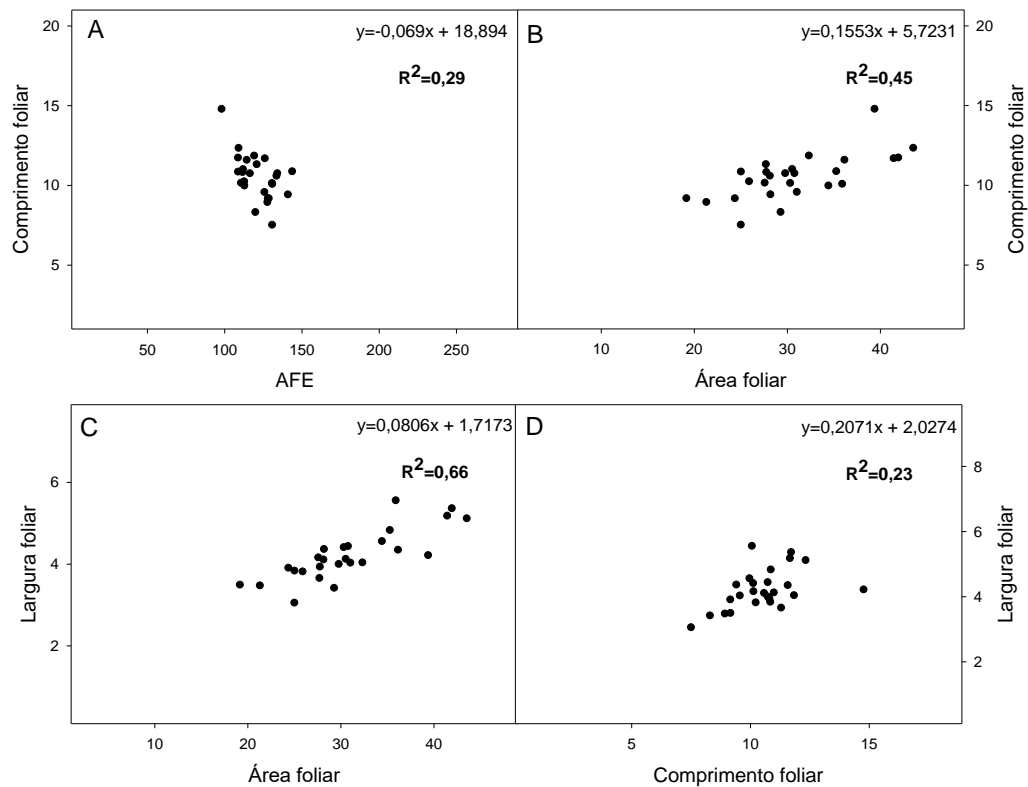 A
y=-0,069x + 18,894
R2=0,29
20
15
10
5
Comprimento foliar
50
100
150
200
250
AFE
B
y=0,1553x + 5,7231
R2=0,45
20
15
10
5
Comprimento foliar
10
20
30
40
Área foliar
C
y=0,0806x + 1,7173
R2=0,66
6
4
2
Largura foliar
10
20
30
40
Área foliar
D
y=0,2071x + 2,0274
R2=0,23
8
6
4
2
Largura foliar
5
10
15
Comprimento foliar